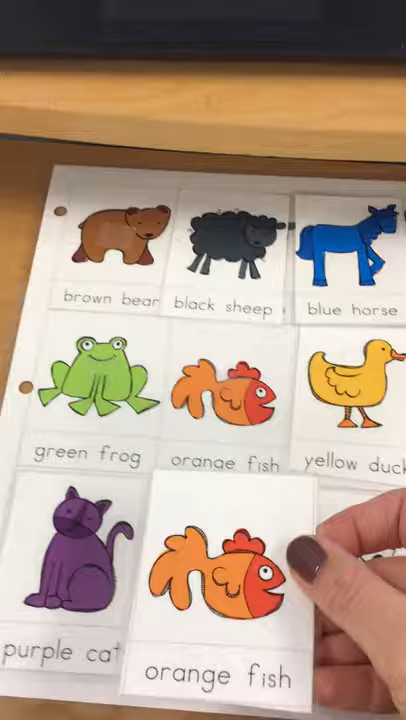 brown bear
black sheep
blue horse
green frog
orange fish
yellow duck
purple cat
orange fish